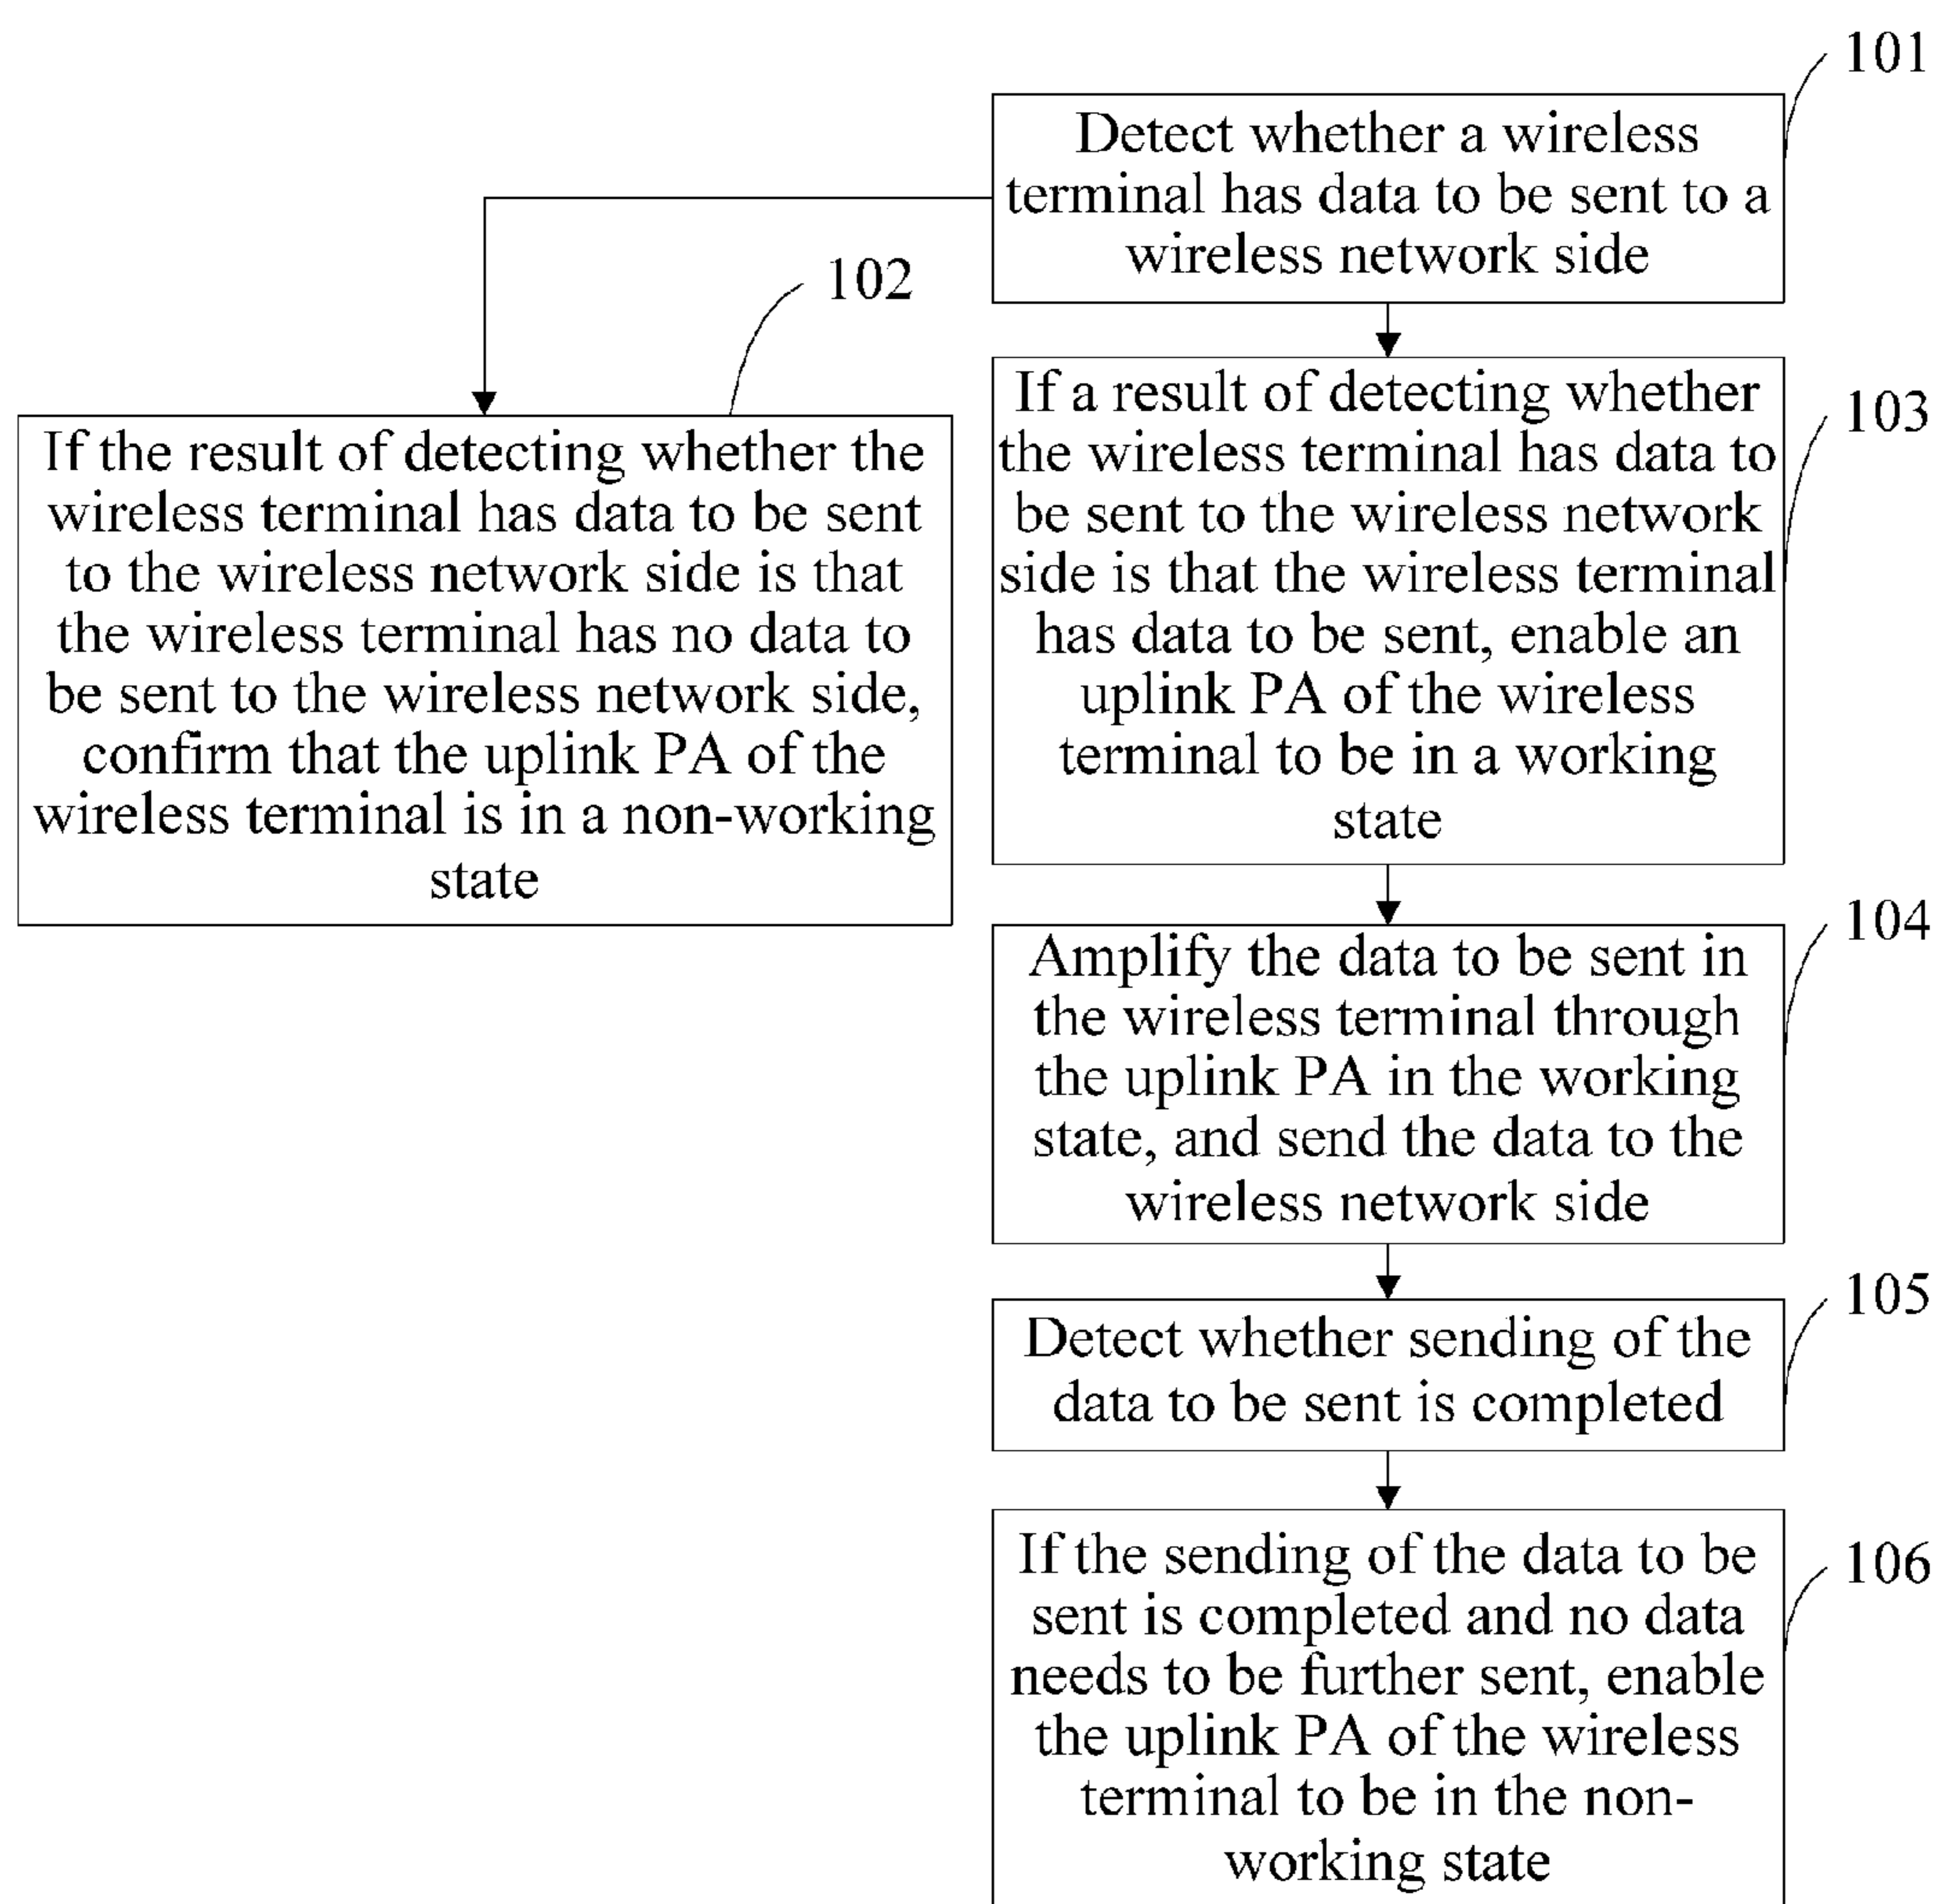 101
Detect whether a wireless
terminal has data to be sent to a
wireless network side
102
If the result of detecting whether the
wireless terminal has data to be sent
to the wireless network side is that
the wireless terminal has no data to
be sent to the wireless network side,
confirm that the uplink PA of the
wireless terminal is in a non-working
state
103
If a result of detecting whether
the wireless terminal has data to
be sent to the wireless network
side is that the wireless terminal
has data to be sent, enable an
uplink PA of the wireless
terminal to be in a working
state
104
Amplify the data to be sent in
the wireless terminal through
the uplink PA in the working
state, and send the data to the
wireless network side
105
Detect whether sending of the
data to be sent is completed
106
If the sending of the data to be
sent is completed and no data
needs to be further sent, enable
the uplink PA of the wireless
terminal to be in the non-
working state